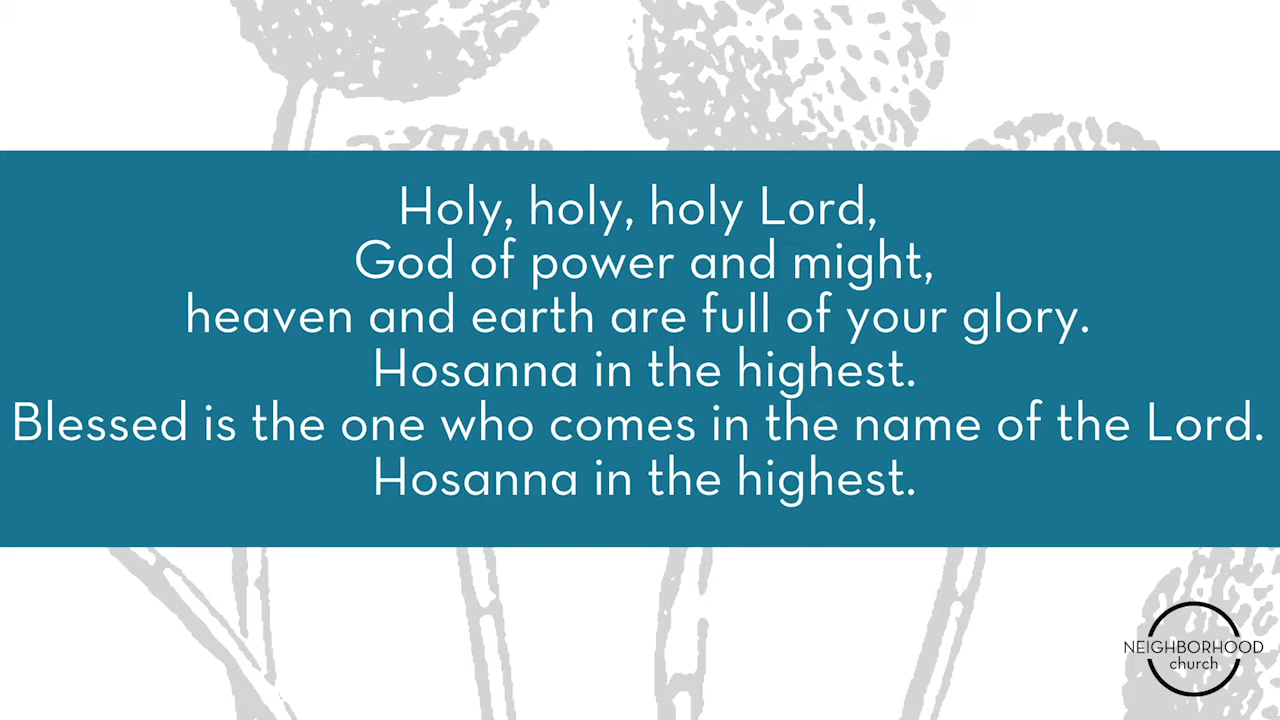 Holy, holy, holy Lord,
God of power and might,
heaven and earth are full of your glory.
Hosanna in the highest.
Blessed is the one who comes in the name of the Lord.
Hosanna in the highest.
NEIGHBORHOOD
church